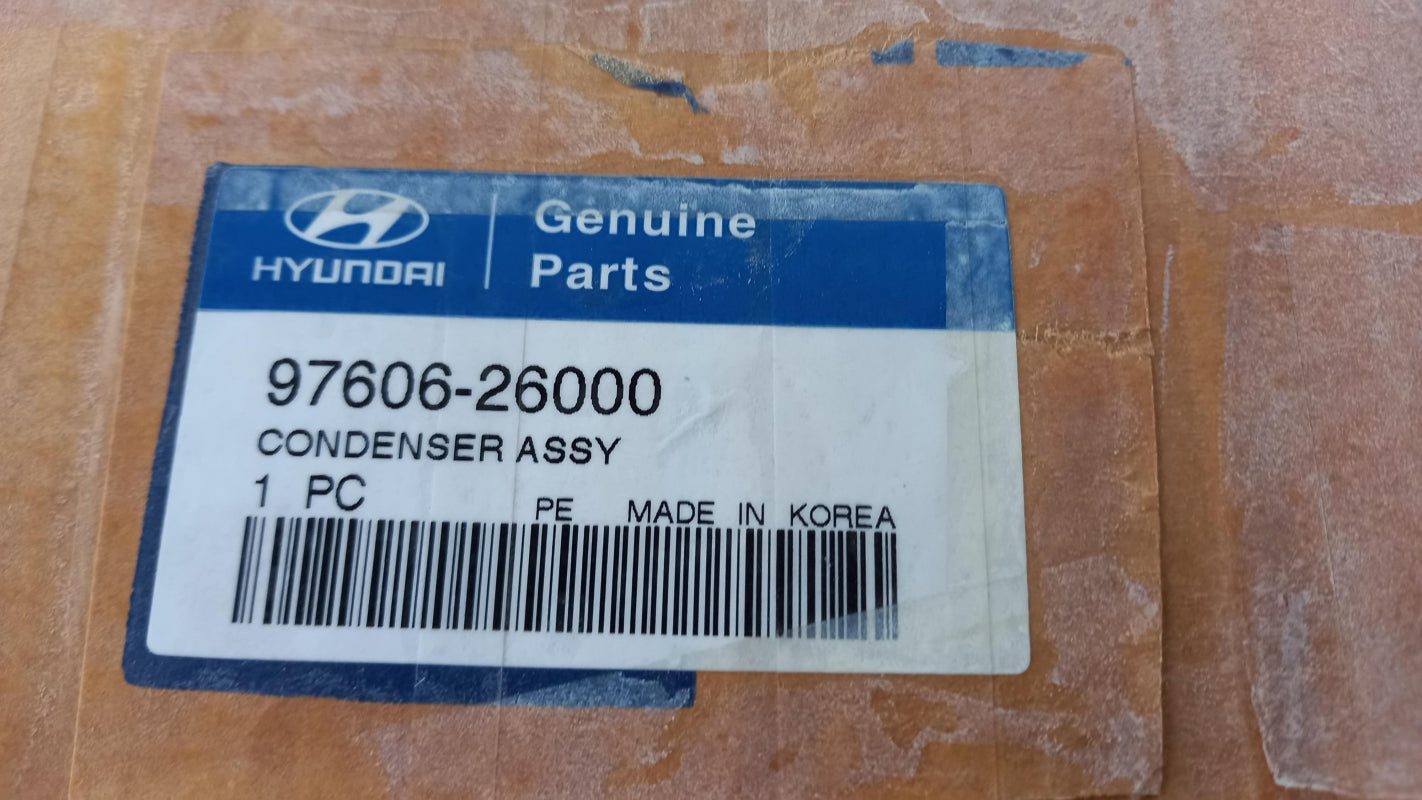 HYUNDAI
Genuine
Parts
97606-26000
CONDENSER ASSY
1 PC
PE MADE IN KOREA